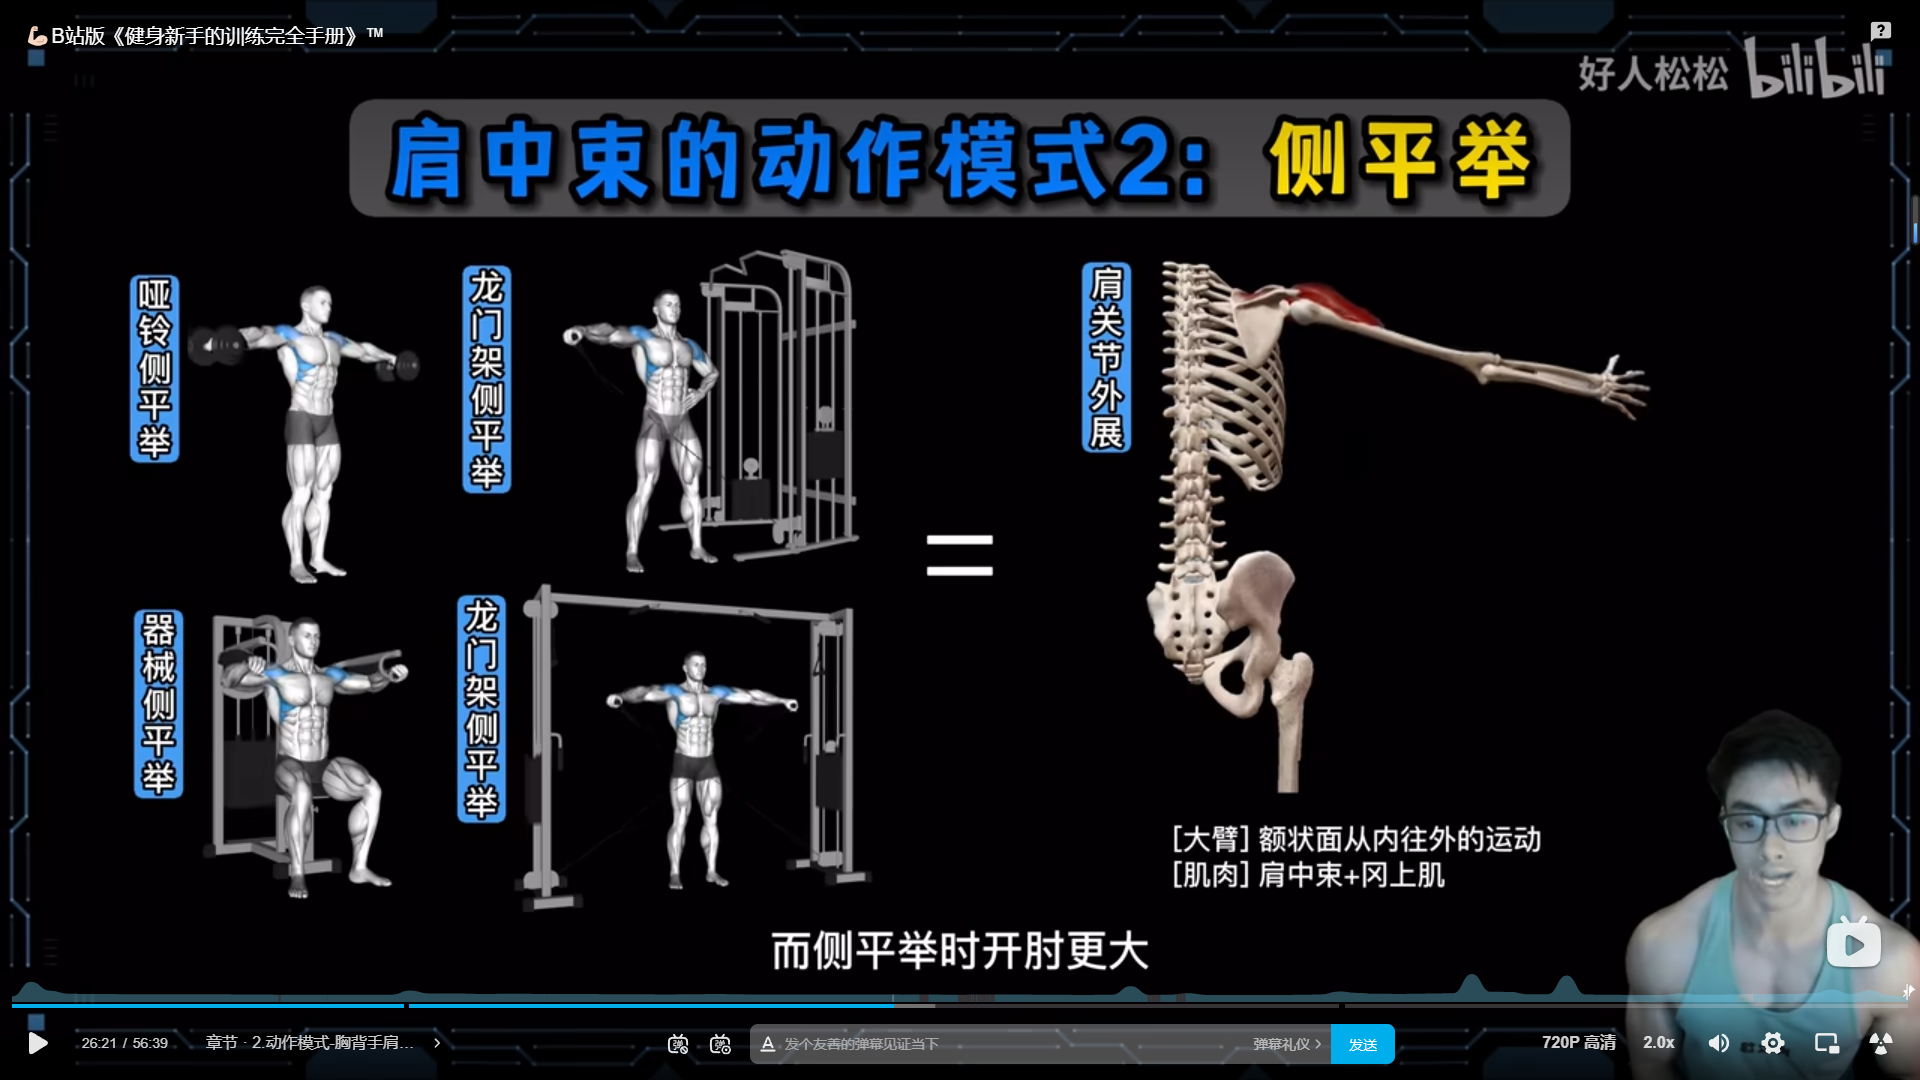 💪🏻B站版《健身新手的训练完全手册》™
好人松松 bilibili
肩中束的动作模式2：侧平举
哑铃侧平举
龙门架侧平举
肩关节外展
器械侧平举
龙门架侧平举
[大臂] 额状面从内往外的运动
[肌肉] 肩中束+冈上肌
而侧平举时开肘更大
26:21 / 56:39
章节 · 2.动作模式-胸背手肩...
发个友善的弹幕见证当下
弹幕礼仪
发送
720P 高清
2.0x